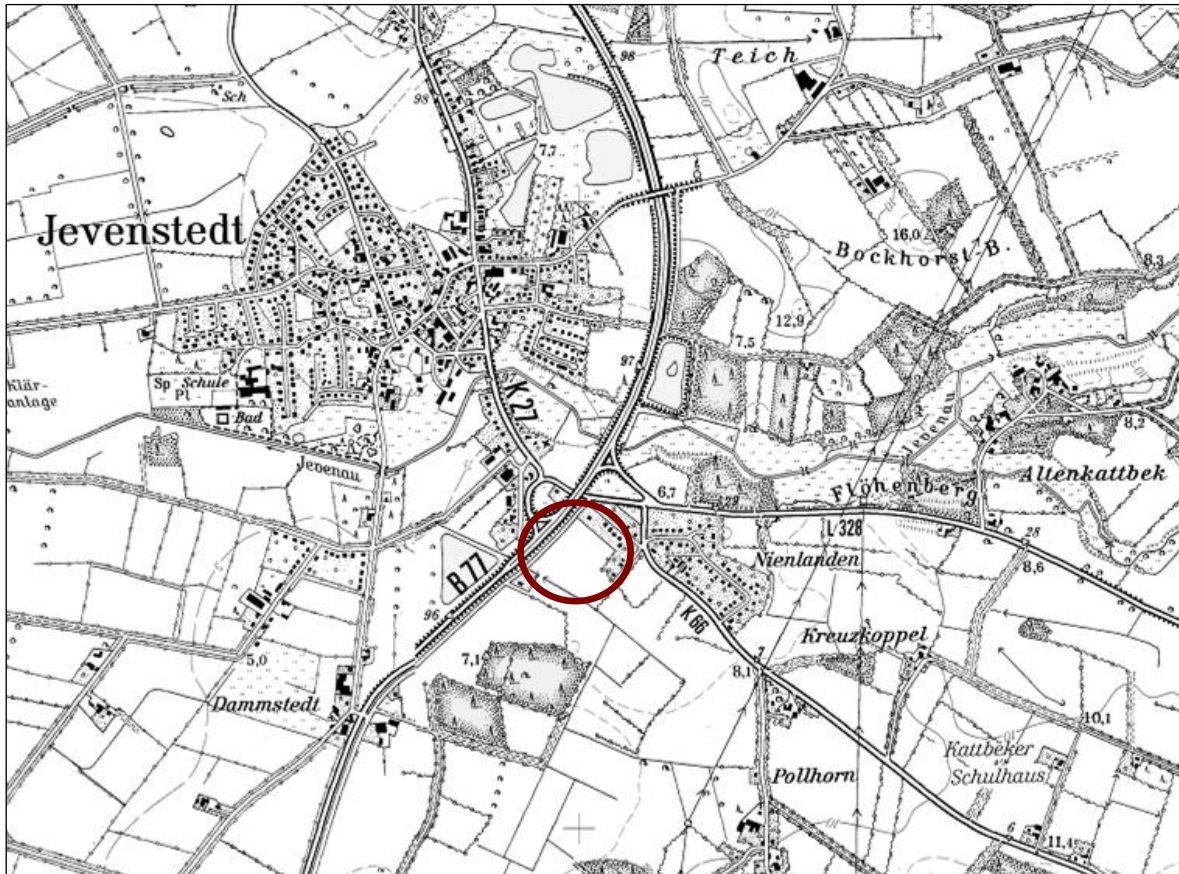 98
Teich
Sch
98
7,7
Jevenstedt
16,0
Bockhorst-B.
8,3
12,9
7,5
97
Klär-
anlage
Sp
Pl
Schule
Bad
K 27
Jevenau
Jevenau
8,2
Altenkattbek
6,7
Flöhenberg
L 328
28
8,6
Nienlanden
B 77
96
K 66
Kreuzkoppel
7
8,1
7,1
5,0
Dammstedt
10,1
Kattbeker
Schulhaus
Pollhorn
6
11,4